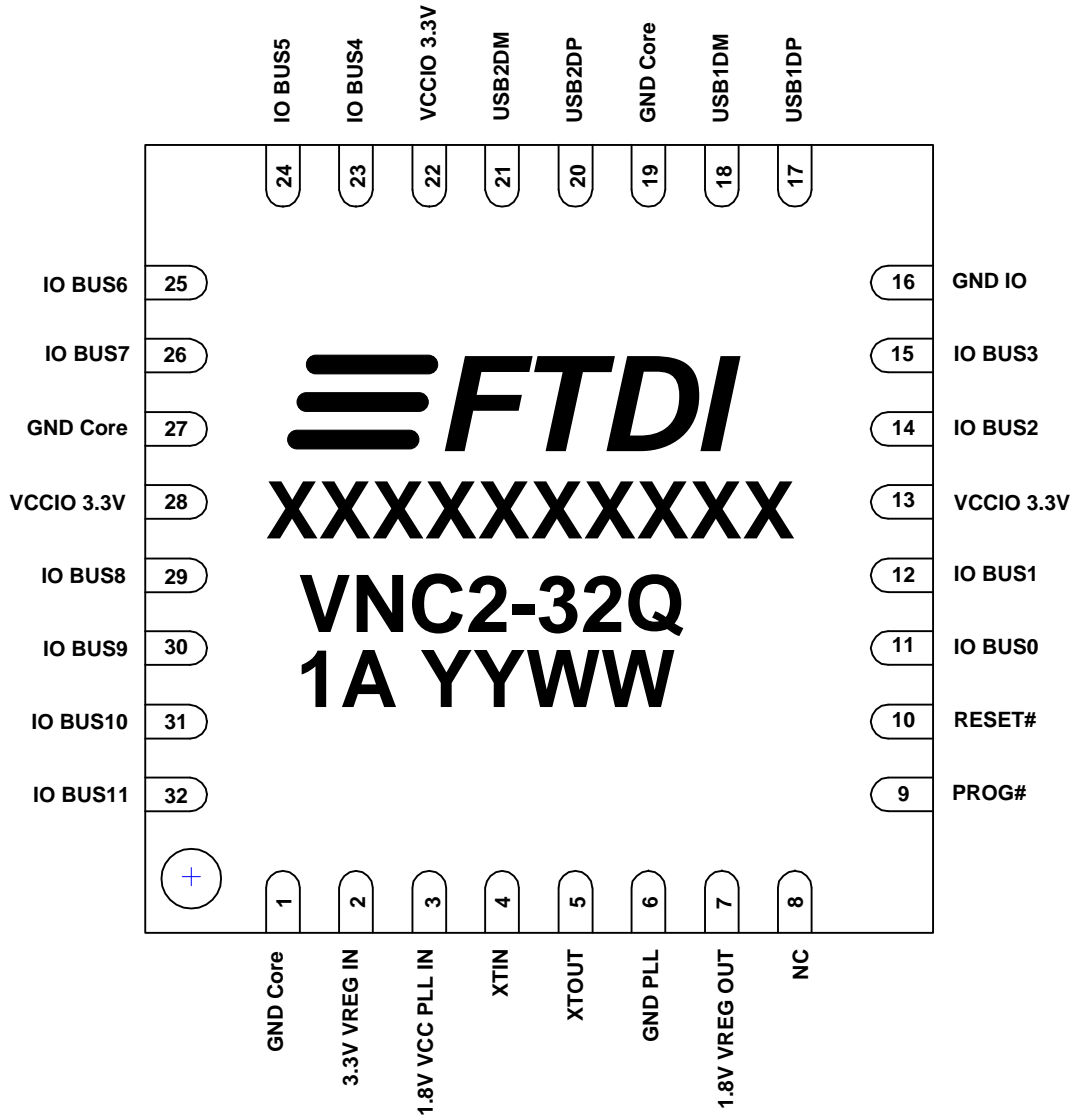 IO BUS5
IO BUS4
VCCIO 3.3V
USB2DM
USB2DP
GND Core
USB1DM
USB1DP
24
23
22
21
20
19
18
17
IO BUS6 25
IO BUS7 26
GND Core 27
VCCIO 3.3V 28
IO BUS8 29
IO BUS9 30
IO BUS10 31
IO BUS11 32
FTDI
XXXXXXXXXX
VNC2-32Q
1A YYWW
16 GND IO
15 IO BUS3
14 IO BUS2
13 VCCIO 3.3V
12 IO BUS1
11 IO BUS0
10 RESET#
9 PROG#
1
2
3
4
5
6
7
8
GND Core
3.3V VREG IN
1.8V VCC PLL IN
XTIN
XTOUT
GND PLL
1.8V VREG OUT
NC